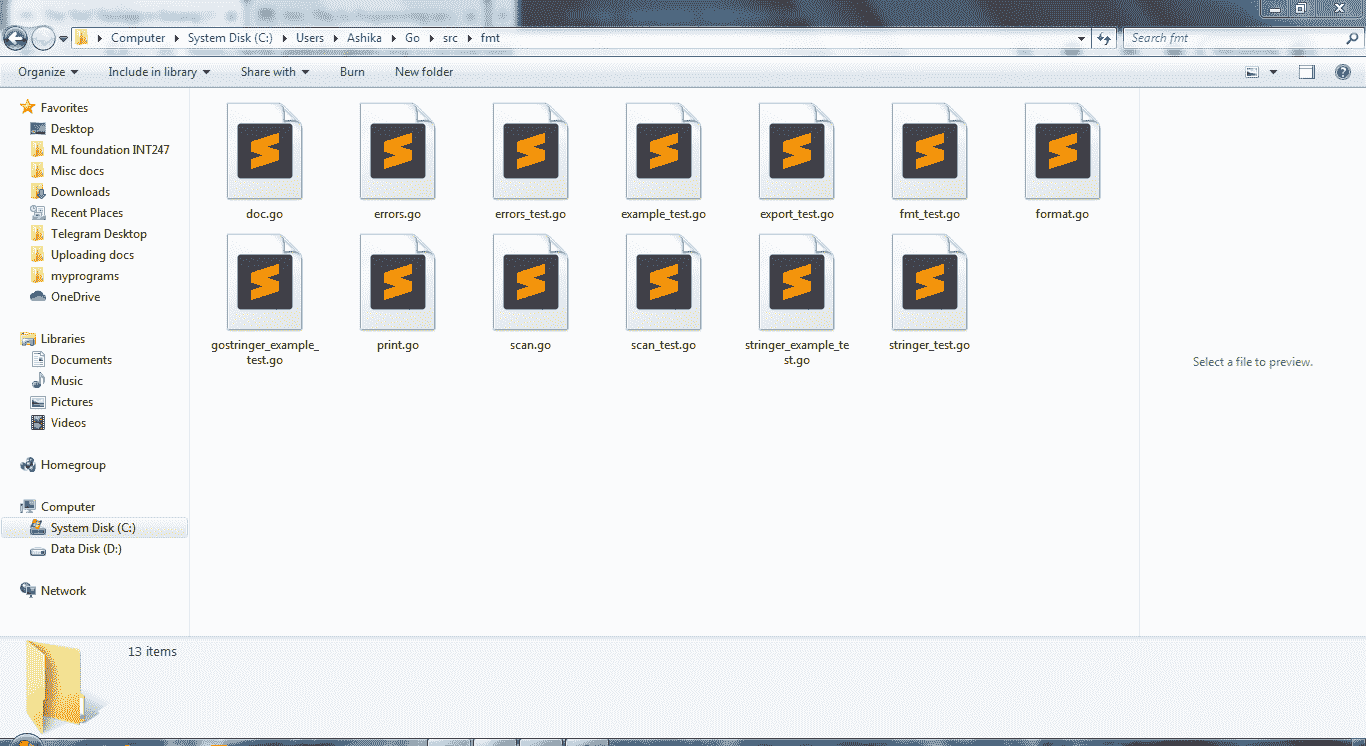 Computer System Disk (C:) Users Ashika Go src fmt
Search fmt
Organize Include in library Share with Burn New folder
Favorites
Desktop
ML foundation INT247
Misc docs
Downloads
Recent Places
Telegram Desktop
Uploading docs
myprograms
OneDrive
Libraries
Documents
Music
Pictures
Videos
Homegroup
Computer
System Disk (C:)
Data Disk (D:)
Network
doc.go errors.go errors_test.go example_test.go export_test.go fmt_test.go format.go
gostringer_example_ print.go scan.go scan_test.go stringer_example_te stringer_test.go
test.go st.go
Select a file to preview.
13 items